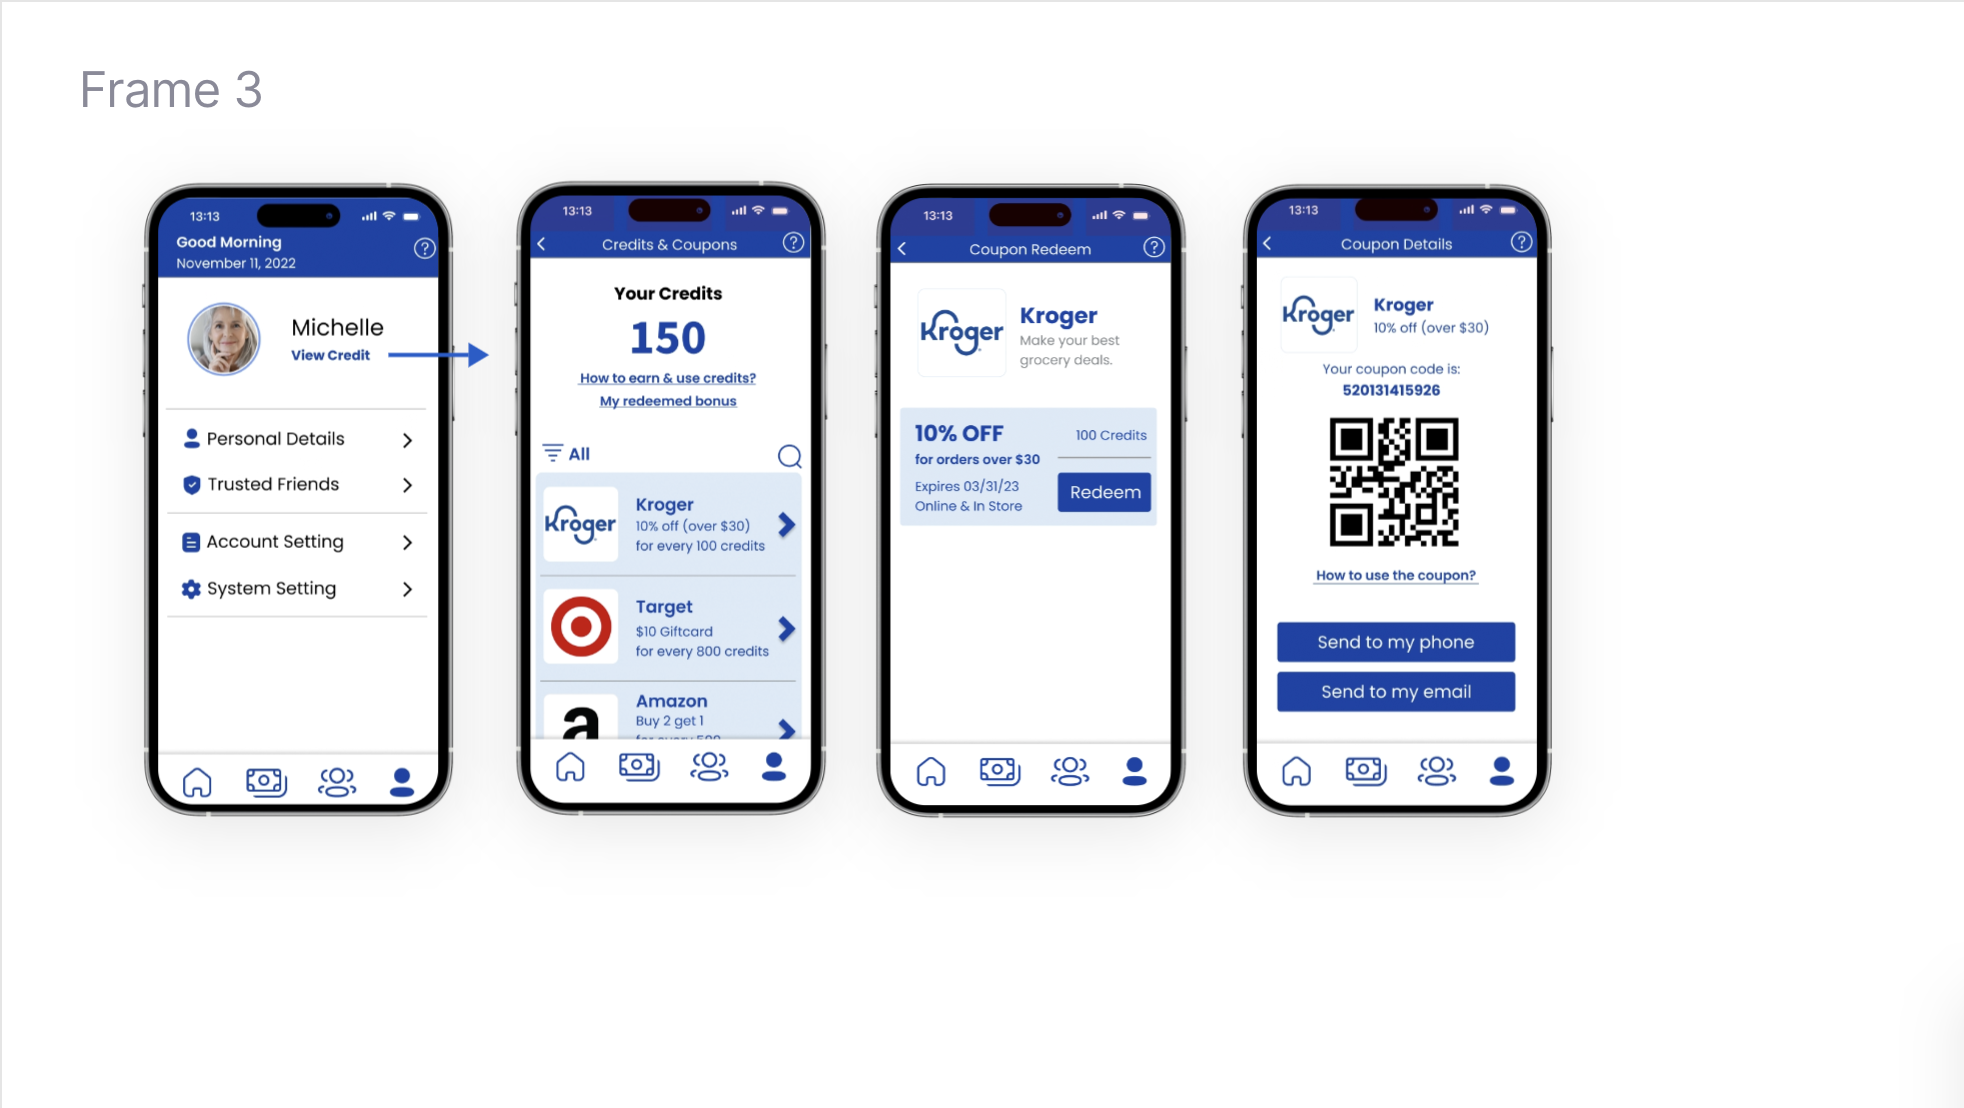 Frame 3
13:13
Good Morning
November 11, 2022
?
Michelle
View Credit
Personal Details
Trusted Friends
Account Setting
System Setting
13:13
Credits & Coupons
?
Your Credits
150
How to earn & use credits?
My redeemed bonus
All
Kroger
Kroger
10% off (over $30)
for every 100 credits
Target
$10 Giftcard
for every 800 credits
a
Amazon
Buy 2 get 1
13:13
Coupon Redeem
?
Kroger
Kroger
Make your best
grocery deals.
10% OFF
for orders over $30
Expires 03/31/23
Online & In Store
100 Credits
Redeem
13:13
Coupon Details
?
Kroger
Kroger
10% off (over $30)
Your coupon code is:
520131415926
How to use the coupon?
Send to my phone
Send to my email